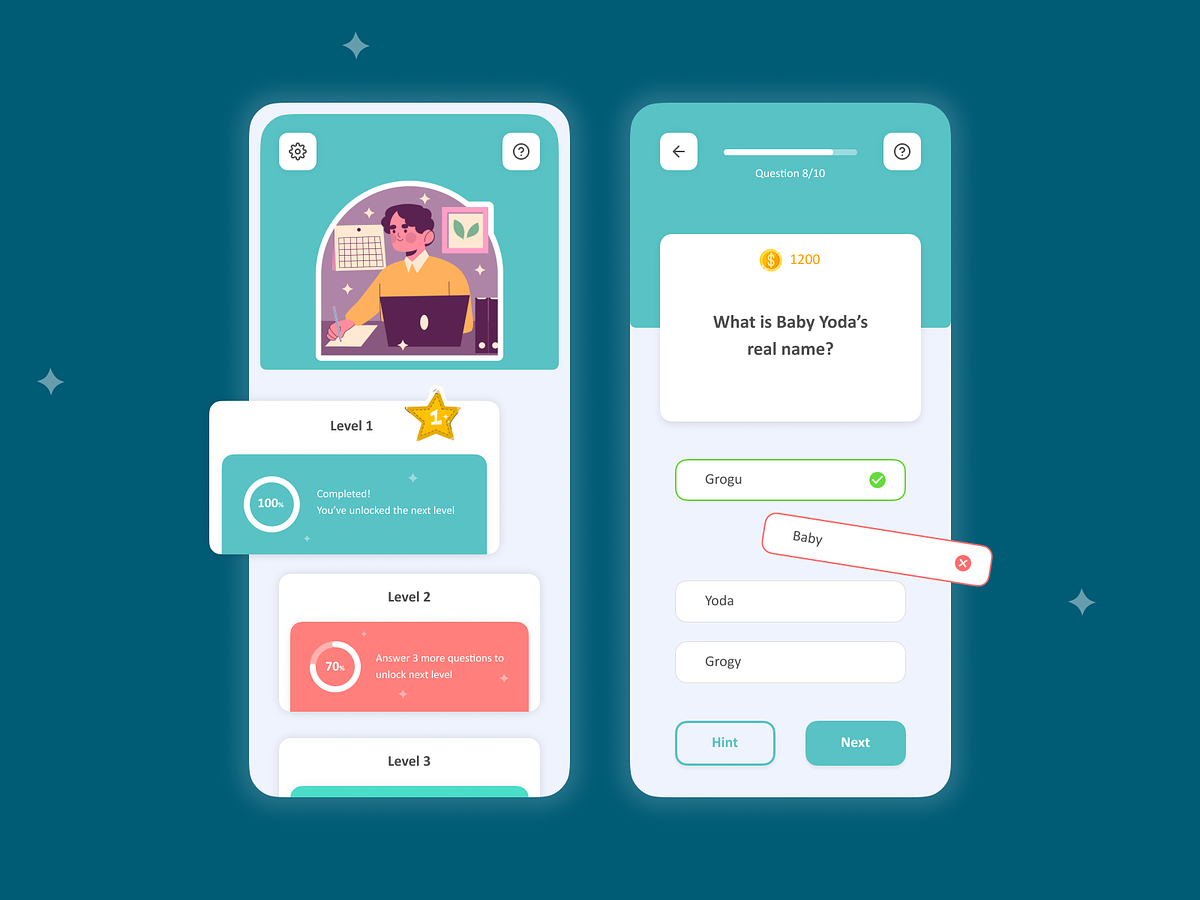 Level 1
1
100%
Completed!
You've unlocked the next level
Level 2
70%
Answer 3 more questions to
unlock next level
Level 3
Question 8/10
$ 1200
What is Baby Yoda’s
real name?
Grogu
Baby
Yoda
Grogy
Hint
Next